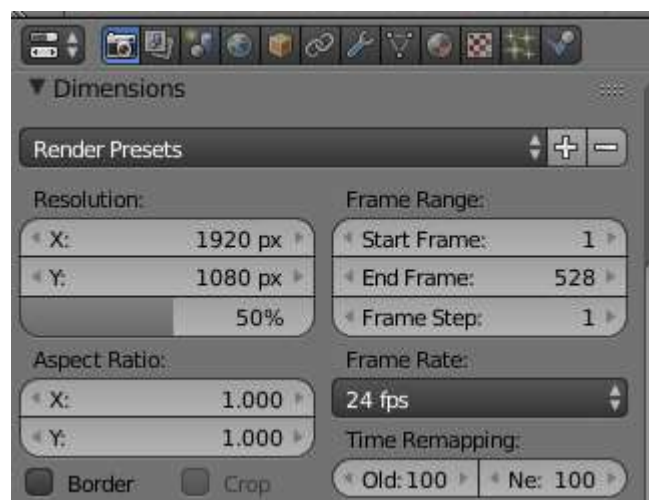 Dimensions
Render Presets
Resolution:
X: 1920 px
Y: 1080 px
50%
Aspect Ratio:
X: 1.000
Y: 1.000
Border Crop
Frame Range:
Start Frame: 1
End Frame: 528
Frame Step: 1
Frame Rate:
24 fps
Time Remapping:
Old: 100 Ne: 100